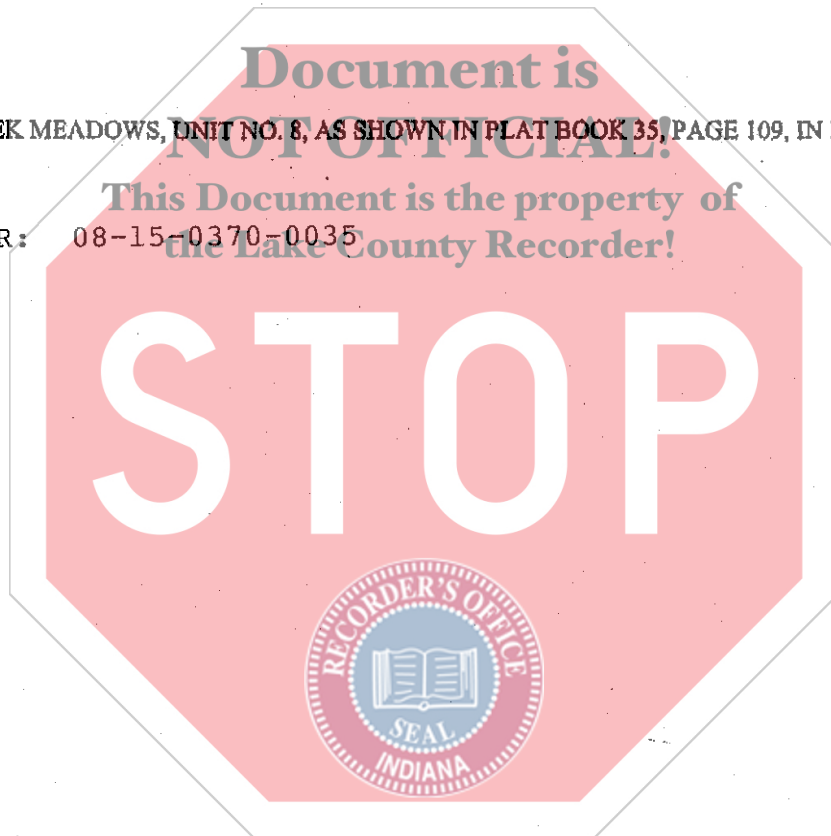 Document is
EK MEADOWS, UNIT NO. 8, AS SHOWN IN PLAT BOOK 35, PAGE 109, IN
NOT OFFICIAL!
This Document is the property of
R: 08-15-0370-0035
the Lake County Recorder!
STOP
RECORDER'S OFFICE
SEAL
INDIANA